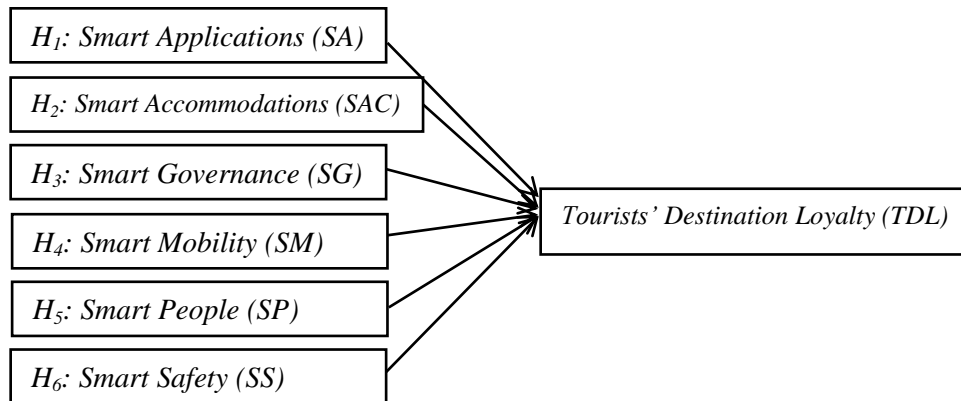 H₁: Smart Applications (SA)
H₂: Smart Accommodations (SAC)
H₃: Smart Governance (SG)
Tourists’ Destination Loyalty (TDL)
H₄: Smart Mobility (SM)
H₅: Smart People (SP)
H₆: Smart Safety (SS)